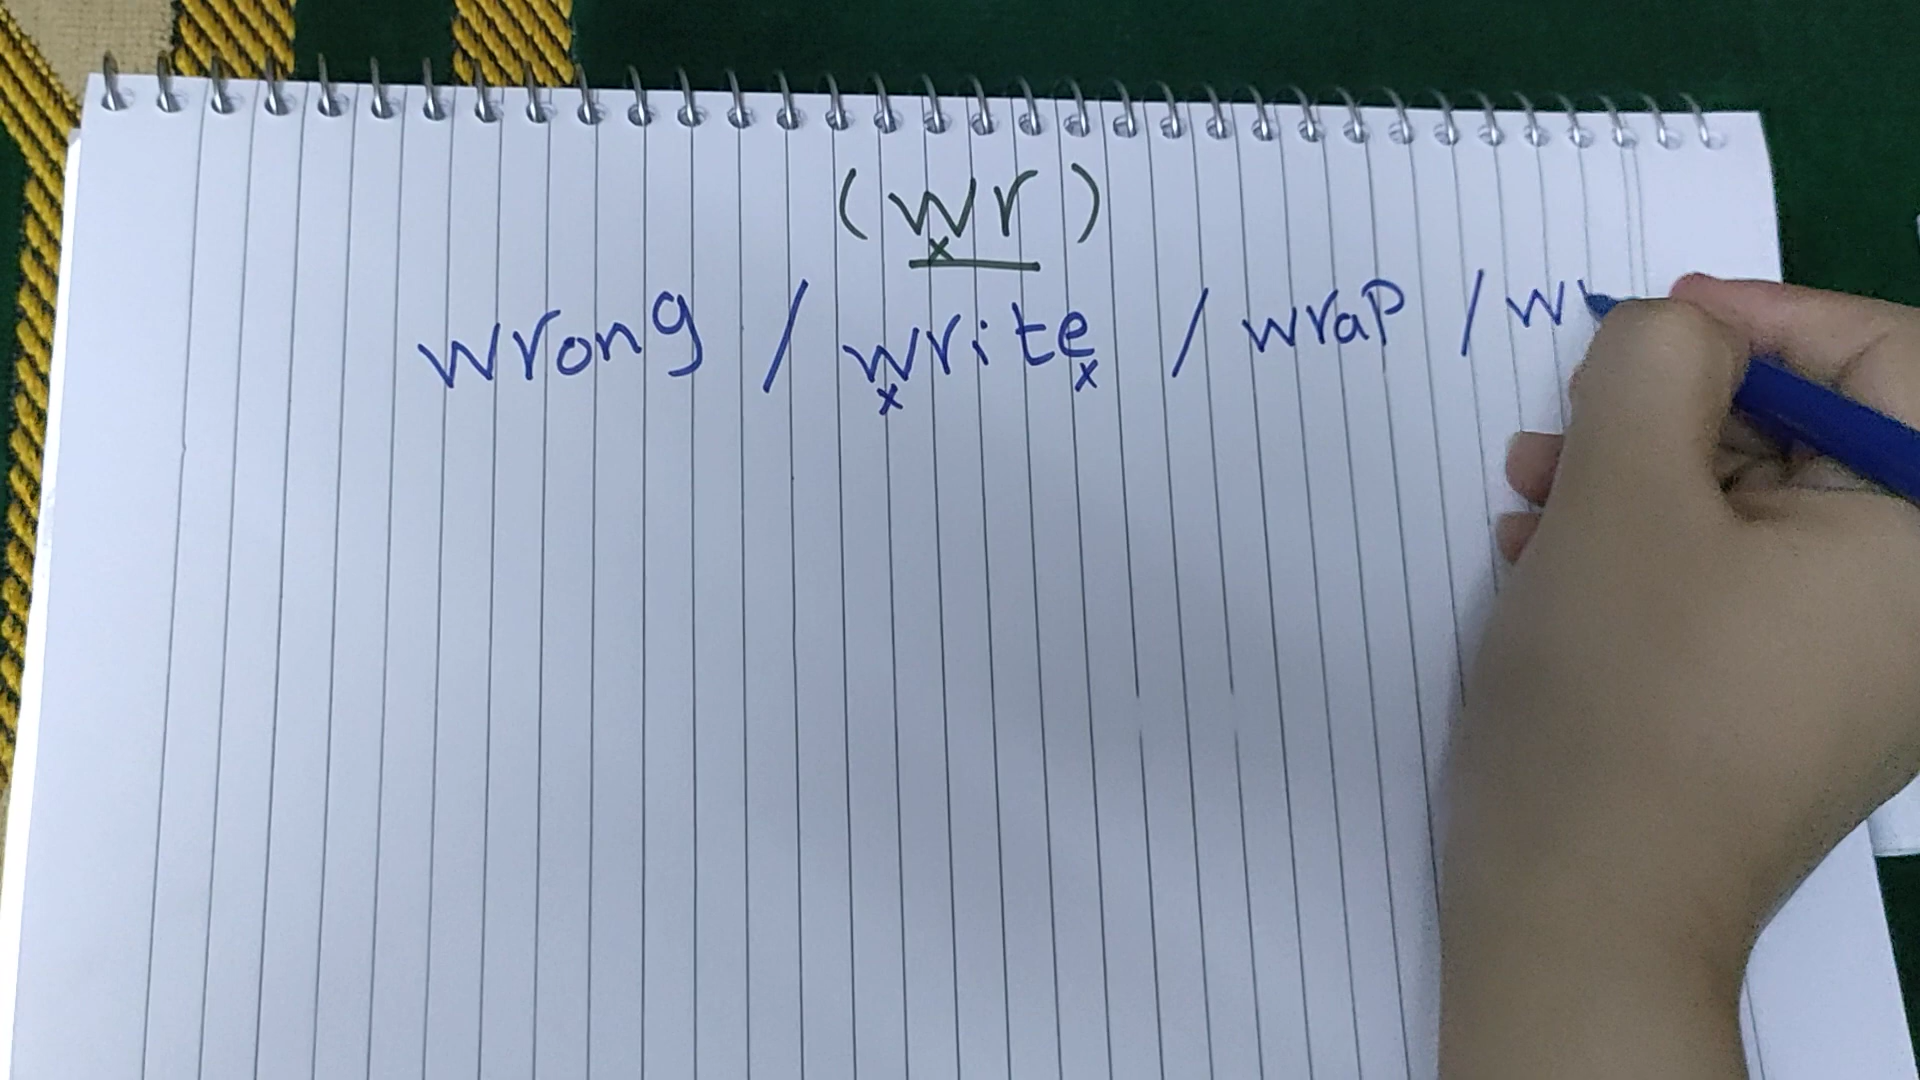 (wr)
wrong / write / wrap / w